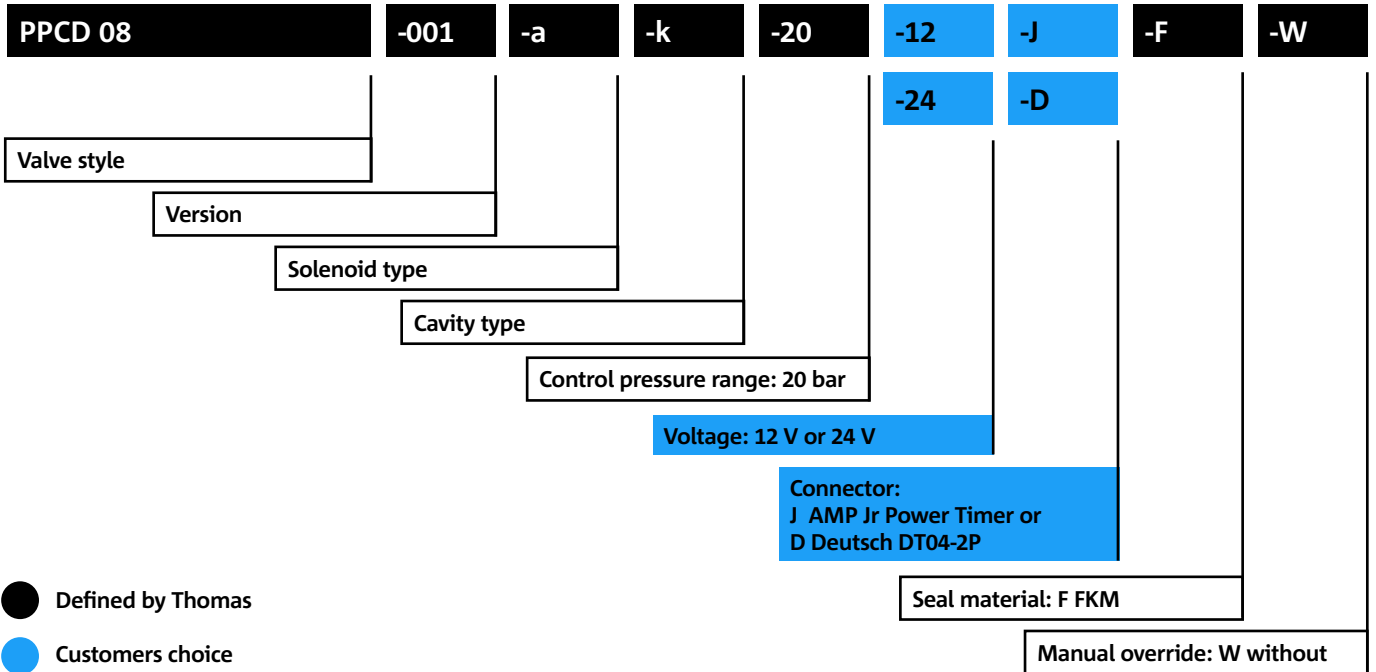 PPCD 08 -001 -a -k -20 -12 -J -F -W
-24 -D
Valve style
Version
Solenoid type
Cavity type
Control pressure range: 20 bar
Voltage: 12 V or 24 V
Connector:
J AMP Jr Power Timer or
D Deutsch DT04-2P
Defined by Thomas
Seal material: F FKM
Customers choice
Manual override: W without